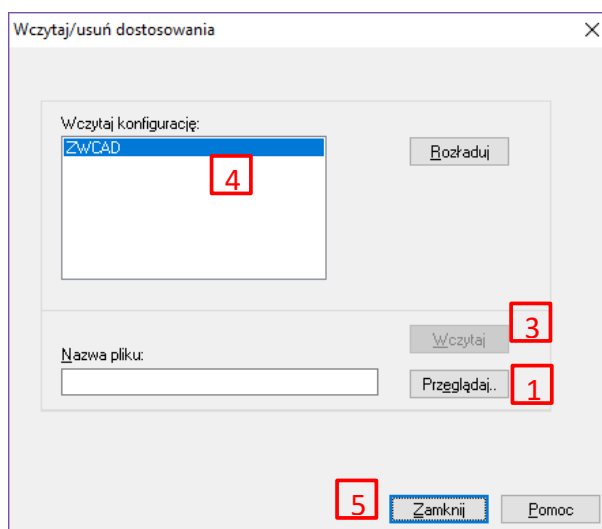 Wczytaj/usuń dostosowania
Wczytaj konfigurację:
ZWCAD
4
Rozładuj
3
Wczytaj
Nazwa pliku:
Przeglądaj..
1
5
Zamknij
Pomoc